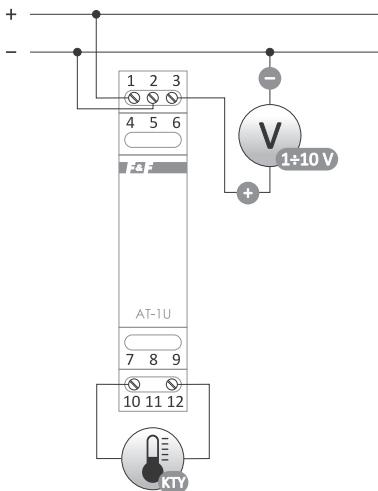 +
−
1 2 3
4 5 6
−
V
1÷10 V
F&F
+
AT-1U
7 8 9
10 11 12
KTY